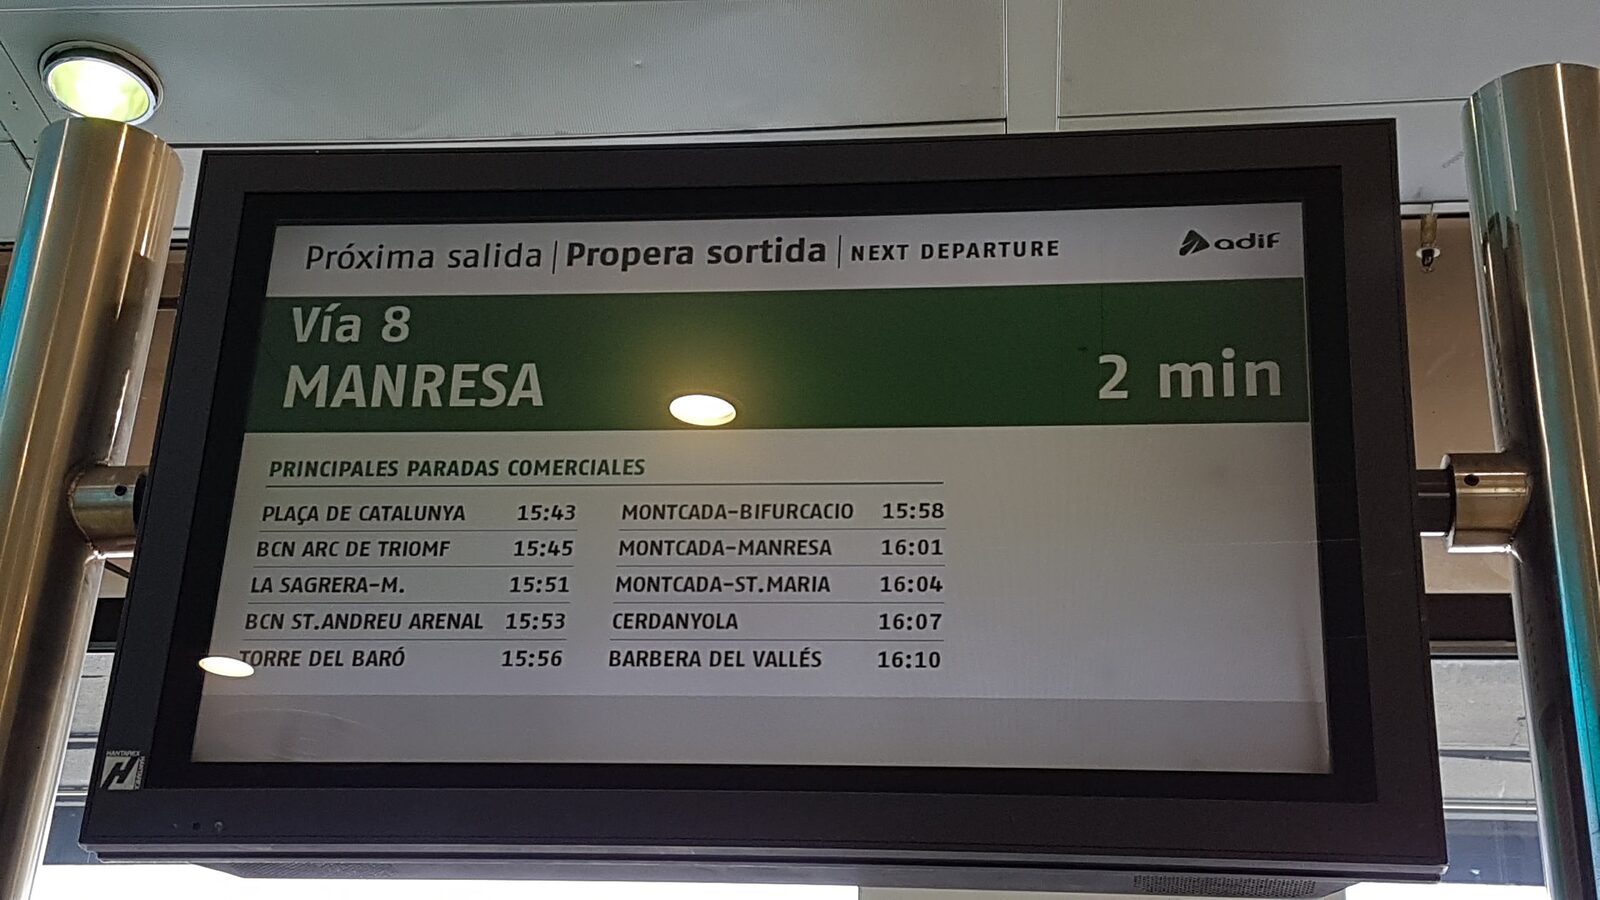 Próxima salida | Propera sortida | NEXT DEPARTURE
adif
Vía 8
MANRESA
2 min
PRINCIPALES PARADAS COMERCIALES
PLAÇA DE CATALUNYA 15:43
BCN ARC DE TRIOMF 15:45
LA SAGRERA-M. 15:51
BCN ST.ANDREU ARENAL 15:53
TORRE DEL BARÓ 15:56
MONTCADA-BIFURCACIO 15:58
MONTCADA-MANRESA 16:01
MONTCADA-ST.MARIA 16:04
CERDANYOLA 16:07
BARBERA DEL VALLÉS 16:10
HANTAREX